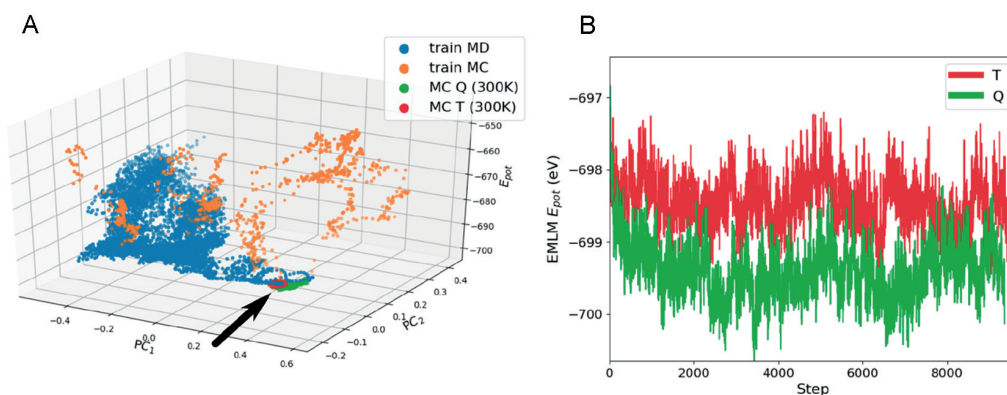 A
train MD
train MC
MC Q (300K)
MC T (300K)
−650
−660
−670
−680
−690
−700
E_pot
−0.4
−0.2
0.0
0.2
0.4
0.6
PC₁
−0.2
−0.1
0.0
0.1
0.2
0.3
0.4
PC₂
B
T
Q
−697
−698
−699
−700
EMLM E_pot (eV)
0
2000
4000
6000
8000
Step